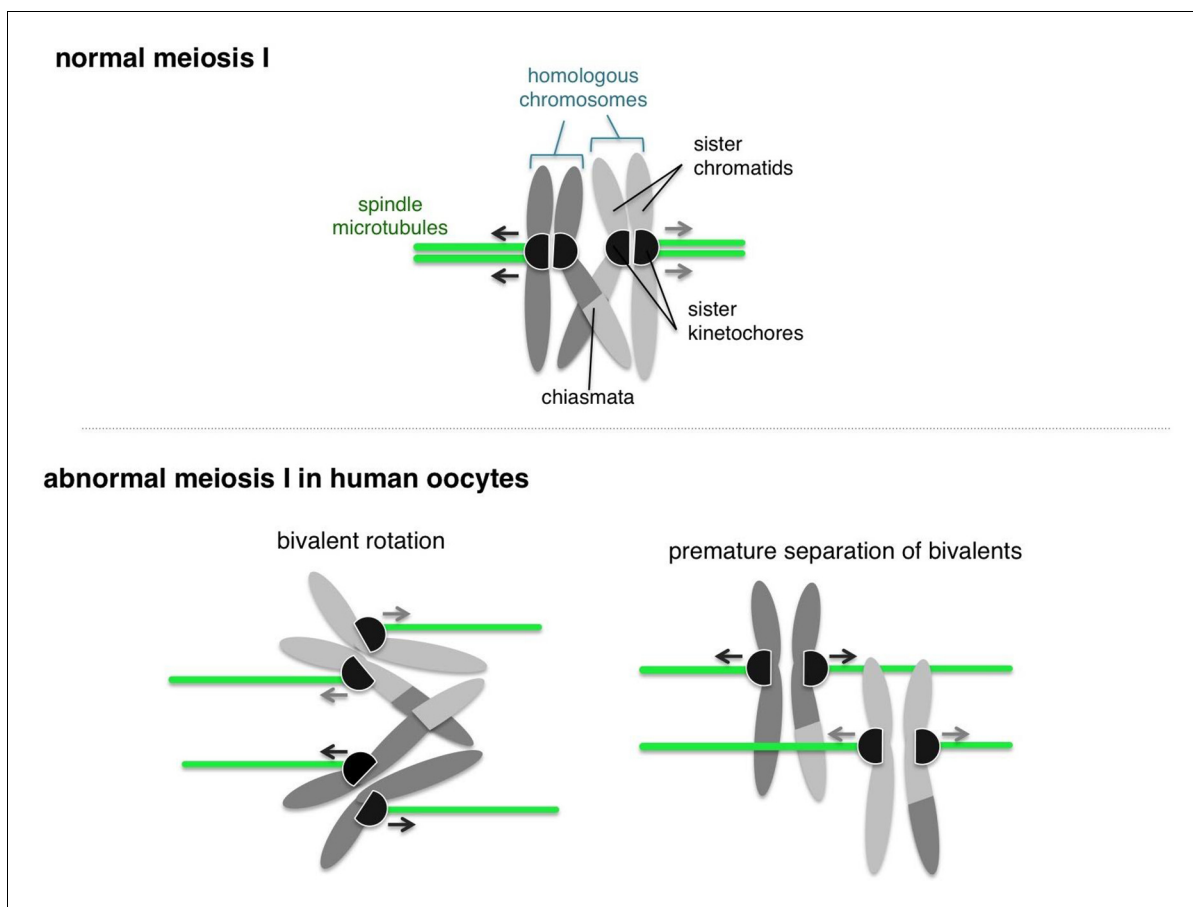 normal meiosis I
homologous
chromosomes
sister
chromatids
spindle
microtubules
sister
kinetochores
chiasmata
abnormal meiosis I in human oocytes
bivalent rotation
premature separation of bivalents